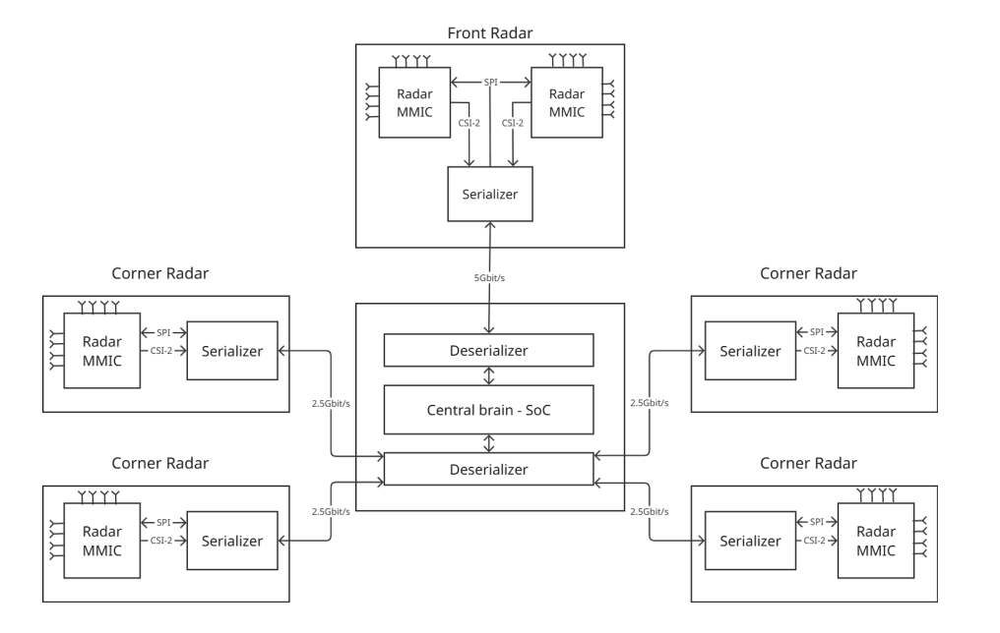 Front Radar
Radar
MMIC
SPI
Radar
MMIC
CSI-2
CSI-2
Serializer
5Gbit/s
Corner Radar
Radar
MMIC
SPI
CSI-2
Serializer
2.5Gbit/s
Corner Radar
Serializer
SPI
CSI-2
Radar
MMIC
2.5Gbit/s
Deserializer
Central brain - SoC
Deserializer
Corner Radar
Radar
MMIC
SPI
CSI-2
Serializer
2.5Gbit/s
Corner Radar
Serializer
SPI
CSI-2
Radar
MMIC
2.5Gbit/s